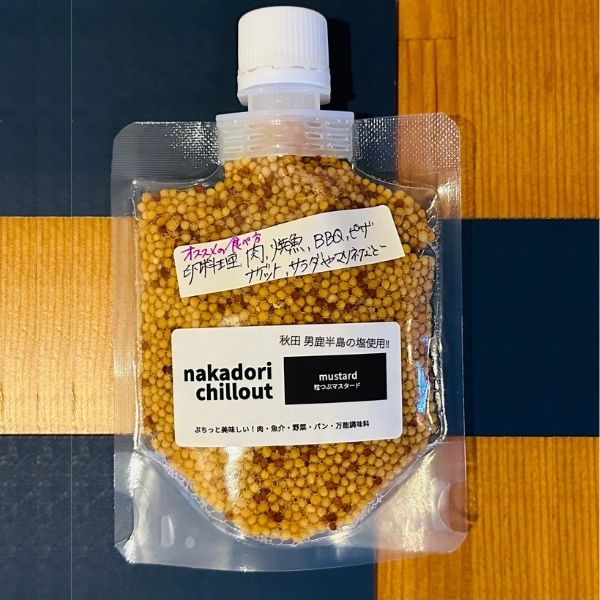 オススメの食べ方
卵料理、肉、焼魚、BBQ、ピザ
ナゲット、サラダやマリネなどー
秋田 男鹿半島の塩使用!!
nakadori
chillout
mustard
粒つぶマスタード
ぷちっと美味しい！肉・魚介・野菜・パン・万能調味料